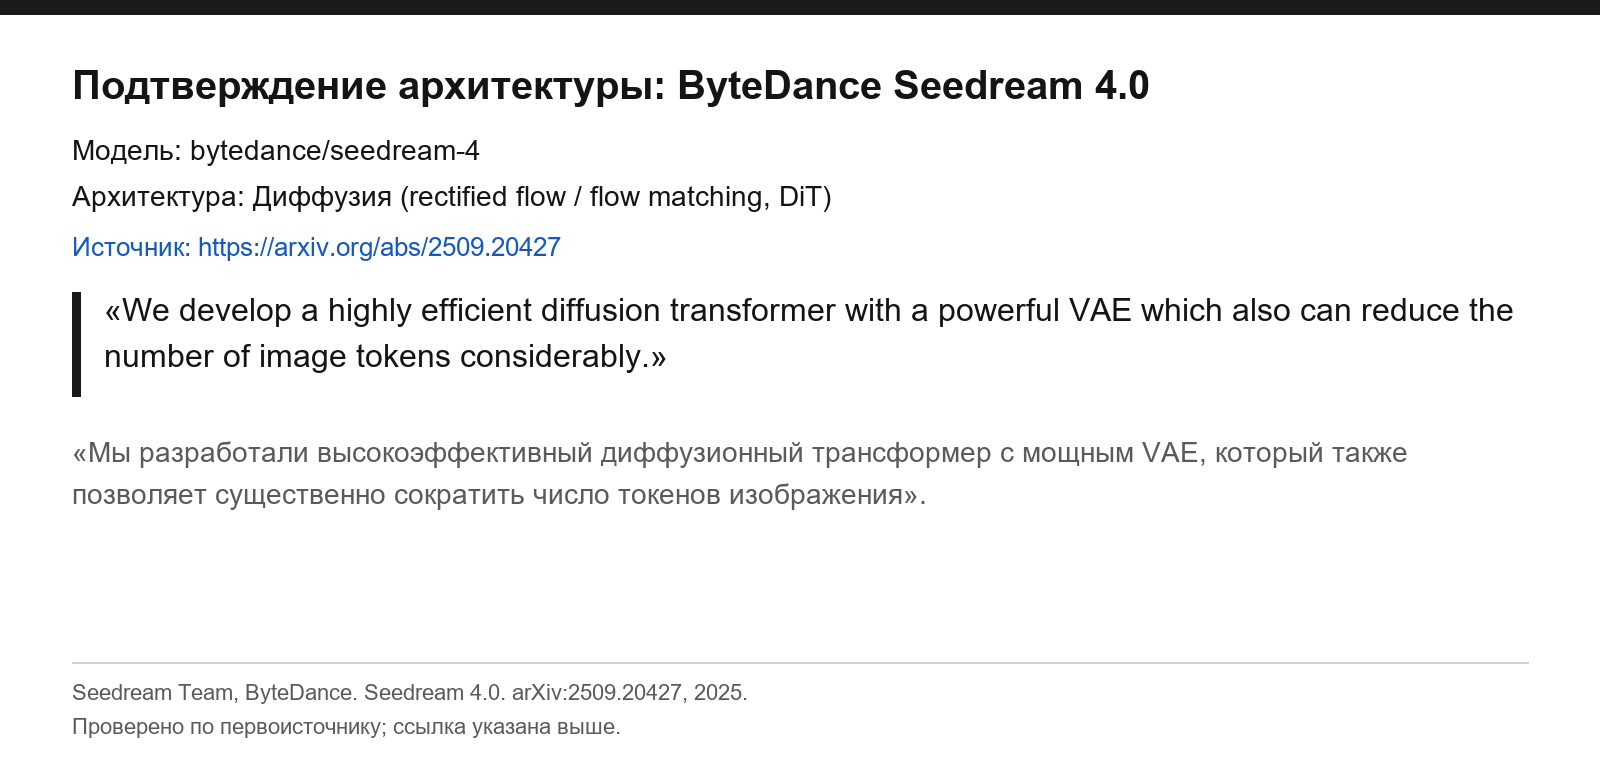 Подтверждение архитектуры: ByteDance Seedream 4.0
Модель: bytedance/seedream-4
Архитектура: Диффузия (rectified flow / flow matching, DiT)
Источник: https://arxiv.org/abs/2509.20427
«We develop a highly efficient diffusion transformer with a powerful VAE which also can reduce the
number of image tokens considerably.»
«Мы разработали высокоэффективный диффузионный трансформер с мощным VAE, который также
позволяет существенно сократить число токенов изображения».
Seedream Team, ByteDance. Seedream 4.0. arXiv:2509.20427, 2025.
Проверено по первоисточнику; ссылка указана выше.